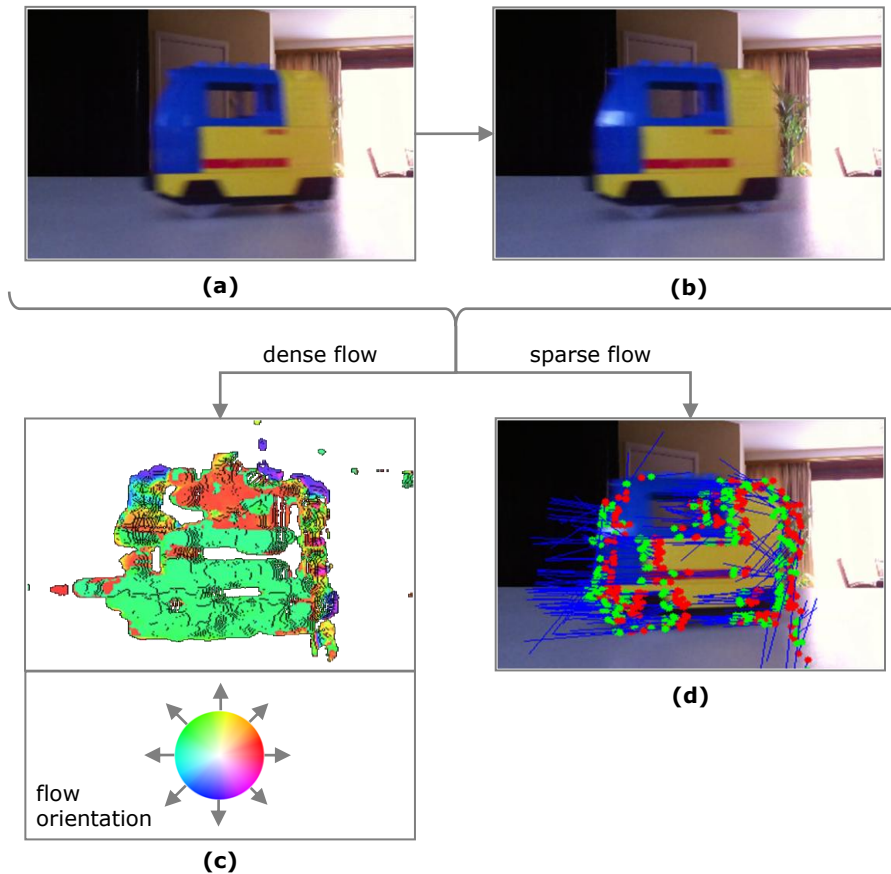 (a)
(b)
dense flow
sparse flow
flow
orientation
(c)
(d)